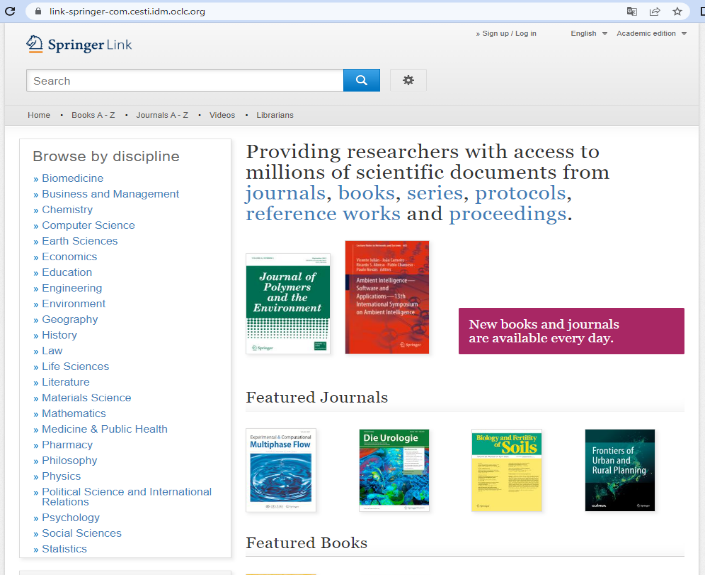 link-springer-com.cesti.idm.oclc.org
Springer Link
» Sign up / Log in
English
Academic edition
Search
Home • Books A - Z • Journals A - Z • Videos • Librarians
Browse by discipline
» Biomedicine
» Business and Management
» Chemistry
» Computer Science
» Earth Sciences
» Economics
» Education
» Engineering
» Environment
» Geography
» History
» Law
» Life Sciences
» Literature
» Materials Science
» Mathematics
» Medicine & Public Health
» Pharmacy
» Philosophy
» Physics
» Political Science and International
Relations
» Psychology
» Social Sciences
» Statistics
Providing researchers with access to
millions of scientific documents from
journals, books, series, protocols,
reference works and proceedings.
Journal of
Polymers
and the
Environment
Springer
Ambient Intelligence—
Software and
Applications—13th
International Symposium
on Ambient Intelligence
Springer
New books and journals
are available every day.
Featured Journals
Experimental & Computational
Multiphase Flow
Die Urologie
Biology and Fertility
of Soils
Frontiers of
Urban and
Rural Planning
Featured Books